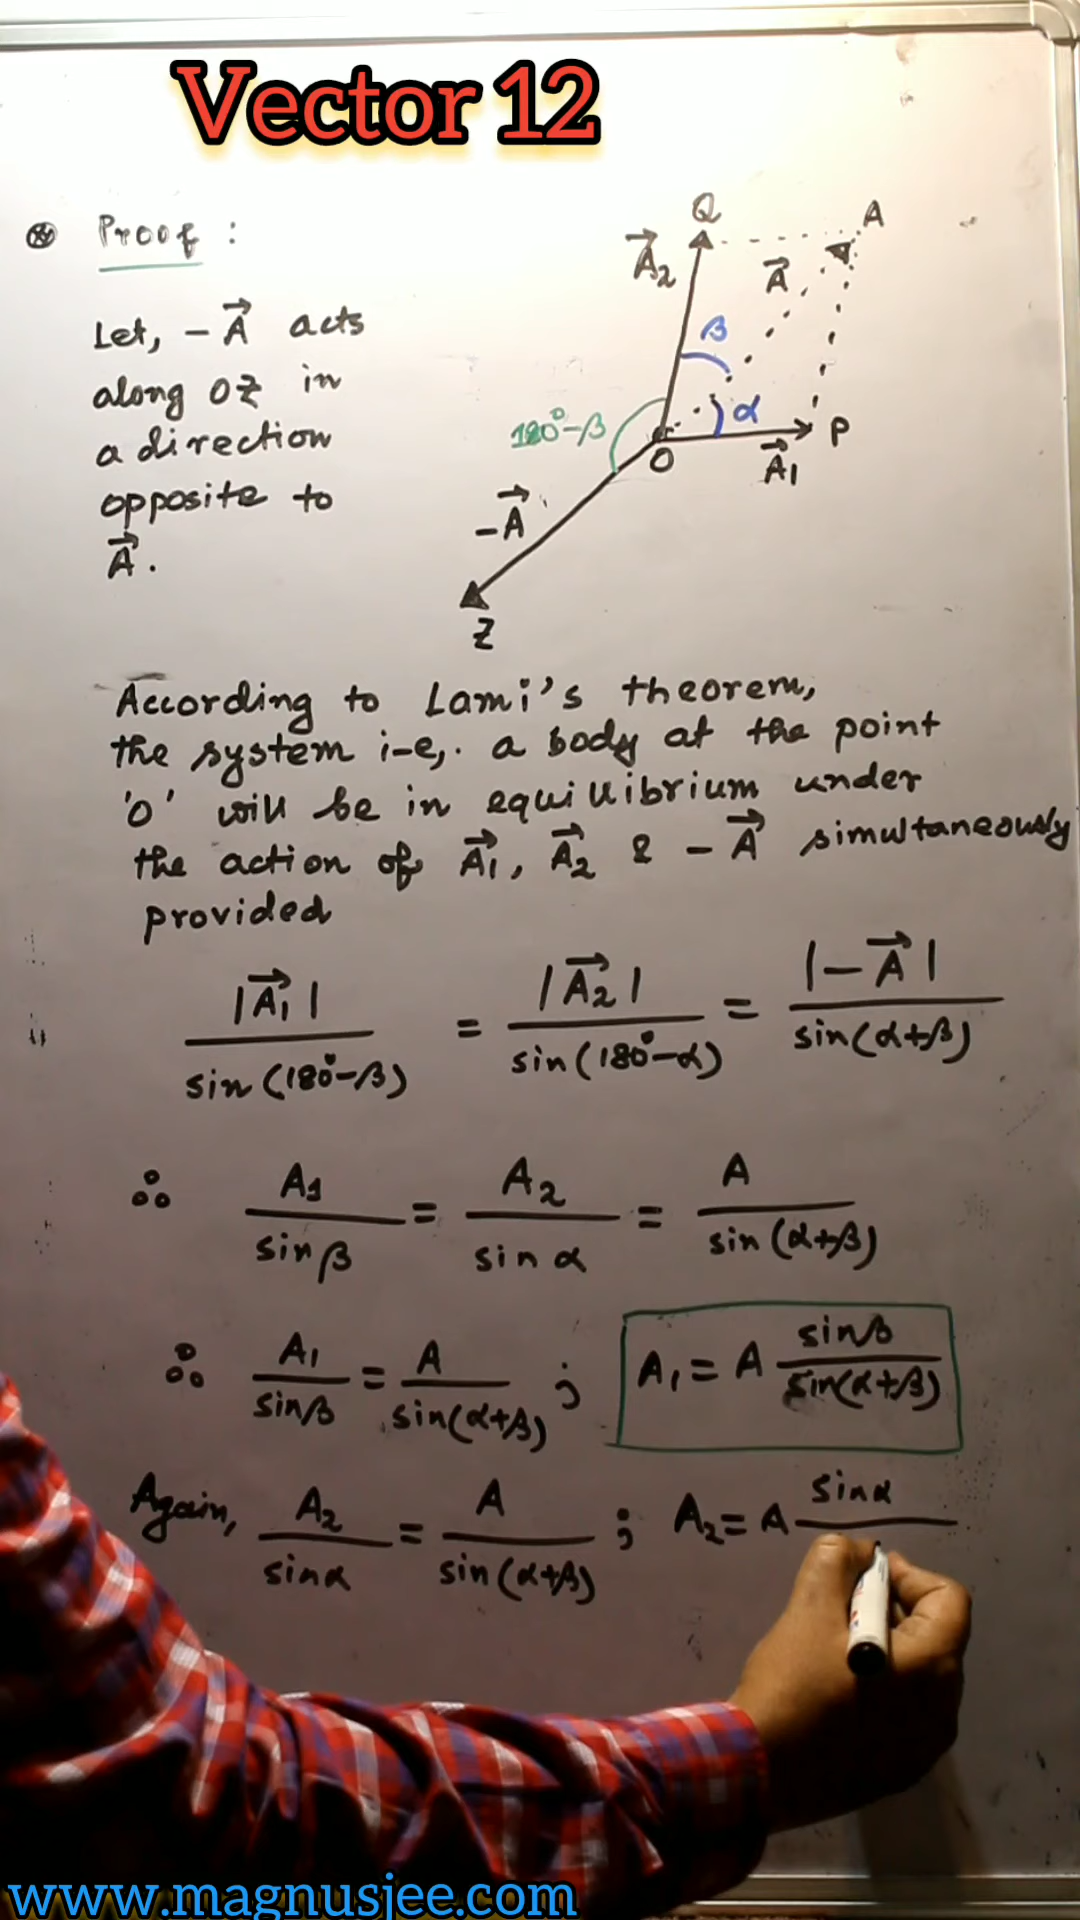 Vector 12
Proof :
Let, -A⃗ acts
along OZ in
a direction
opposite to
A⃗.
Q
A
A⃗₂
A⃗
β
180°-β
α
P
O
A⃗₁
-A⃗
Z
According to Lami's theorem,
the system i-e,. a body at the point
'O' will be in equiuibrium under
the action of A⃗₁, A⃗₂ & -A⃗ simultaneously
provided
|A⃗₁| / sin(180°-β) = |A⃗₂| / sin(180°-α) = |-A⃗| / sin(α+β)
∴ A₁ / sinβ = A₂ / sinα = A / sin(α+β)
∴ A₁ / sinβ = A / sin(α+β) ; A₁ = A sinβ / sin(α+β)
Again, A₂ / sinα = A / sin(α+β) ; A₂ = A sinα
www.magnusjee.com